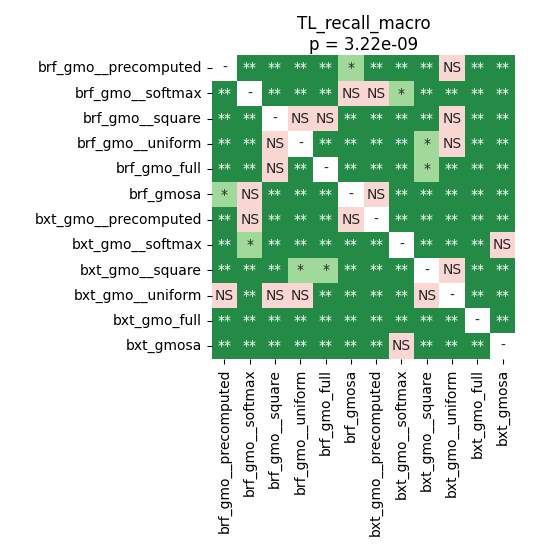 TL_recall_macro
p = 3.22e-09
brf_gmo__precomputed - ** ** ** ** * ** ** ** NS ** **
brf_gmo__softmax ** - ** ** ** NS NS * ** ** ** **
brf_gmo__square ** ** - NS NS ** ** ** ** NS ** **
brf_gmo__uniform ** ** NS - ** ** ** ** * NS ** **
brf_gmo_full ** ** NS ** - ** ** ** * ** ** **
brf_gmosa * NS ** ** ** - NS ** ** ** ** **
bxt_gmo__precomputed ** NS ** ** ** NS - ** ** ** ** **
bxt_gmo__softmax ** * ** ** ** ** ** - ** ** ** NS
bxt_gmo__square ** ** ** * * ** ** ** - NS ** **
bxt_gmo__uniform NS ** NS NS ** ** ** ** NS - ** **
bxt_gmo_full ** ** ** ** ** ** ** ** ** ** - **
bxt_gmosa ** ** ** ** ** ** ** NS ** ** ** -
brf_gmo__precomputed
brf_gmo__softmax
brf_gmo__square
brf_gmo__uniform
brf_gmo_full
brf_gmosa
bxt_gmo__precomputed
bxt_gmo__softmax
bxt_gmo__square
bxt_gmo__uniform
bxt_gmo_full
bxt_gmosa